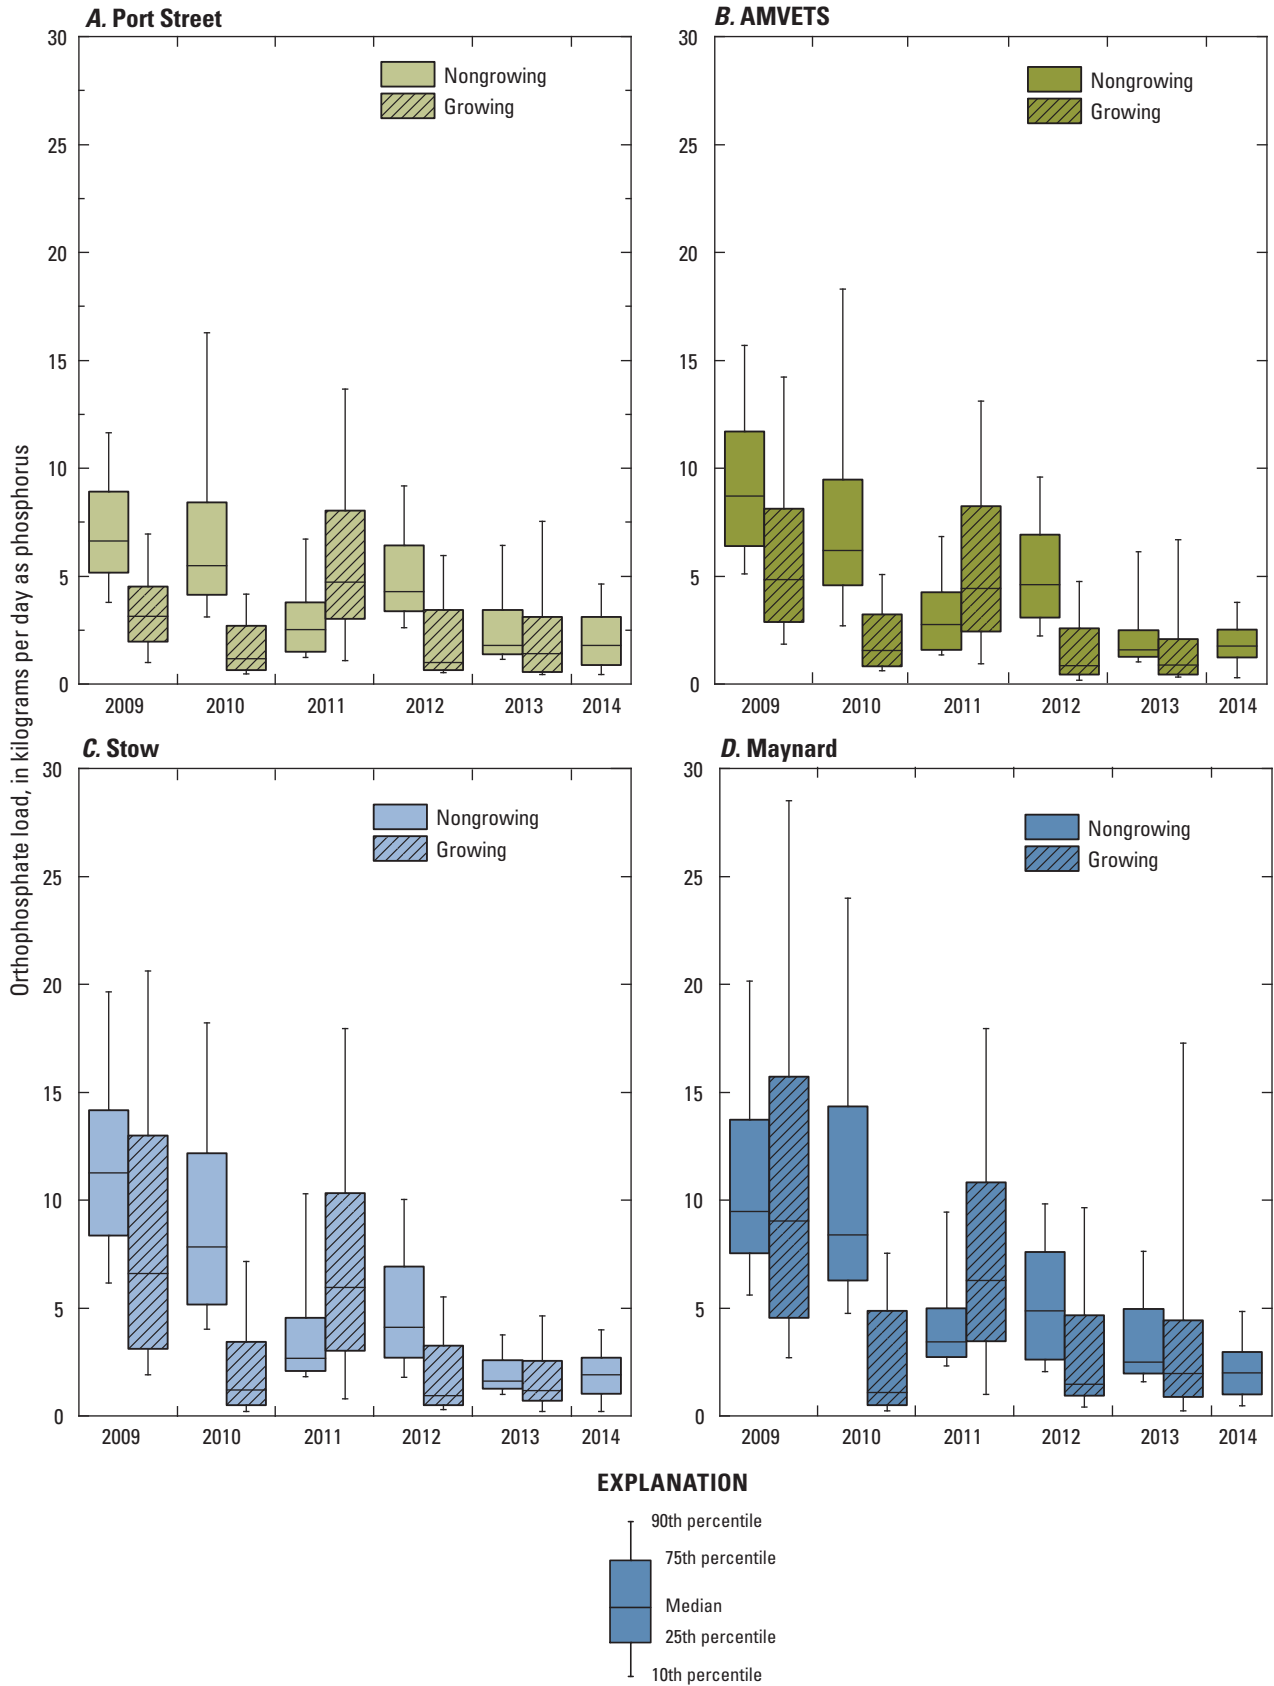 A. Port Street
30
25
20
15
10
5
0
Nongrowing
Growing
2009 2010 2011 2012 2013 2014
B. AMVETS
30
25
20
15
10
5
0
Nongrowing
Growing
2009 2010 2011 2012 2013 2014
Orthophosphate load, in kilograms per day as phosphorus
C. Stow
30
25
20
15
10
5
0
Nongrowing
Growing
2009 2010 2011 2012 2013 2014
D. Maynard
30
25
20
15
10
5
0
Nongrowing
Growing
2009 2010 2011 2012 2013 2014
EXPLANATION
90th percentile
75th percentile
Median
25th percentile
10th percentile